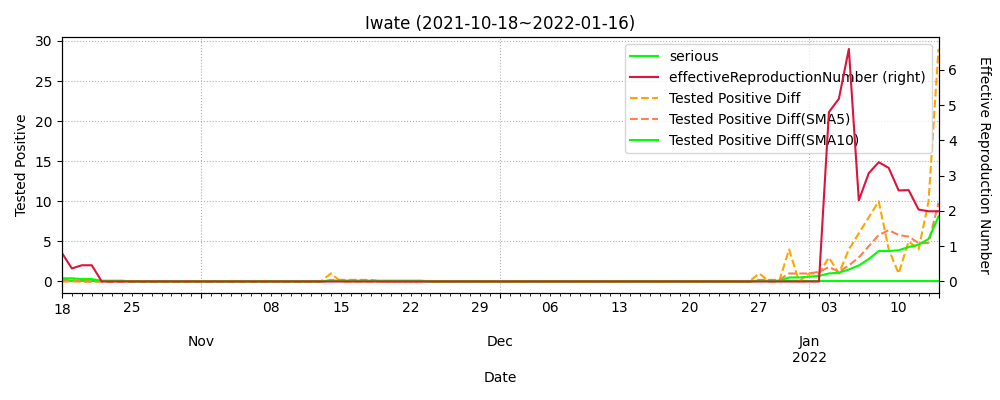 Iwate (2021-10-18~2022-01-16)
serious
effectiveReproductionNumber (right)
Tested Positive Diff
Tested Positive Diff(SMA5)
Tested Positive Diff(SMA10)
Tested Positive
30
25
20
15
10
5
0
Effective Reproduction Number
6
5
4
3
2
1
0
18 25 08 15 22 29 06 13 20 27 03 10
Nov Dec Jan
2022
Date